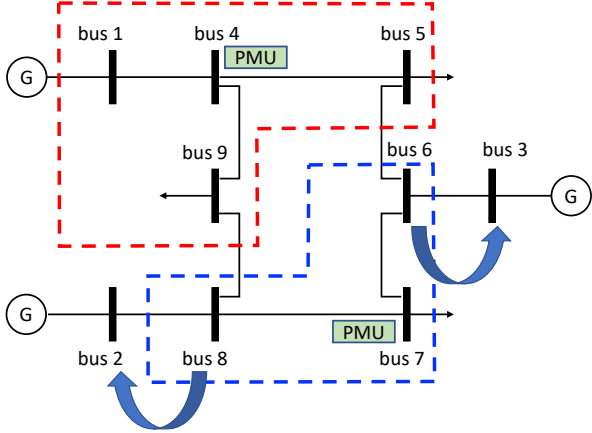 bus 1
bus 4
bus 5
PMU
G
bus 9
bus 6
bus 3
G
G
PMU
bus 2
bus 8
bus 7